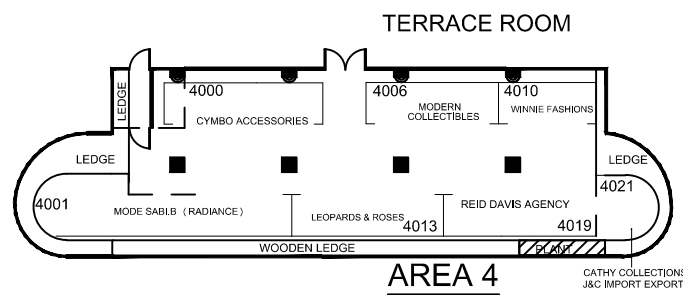 TERRACE ROOM
LEDGE
4000
CYMBO ACCESSORIES
4006
MODERN
COLLECTIBLES
4010
WINNIE FASHIONS
LEDGE
LEDGE
4001
MODE SABI.B (RADIANCE)
LEOPARDS & ROSES
4013
REID DAVIS AGENCY
4019
4021
WOODEN LEDGE
PLANT
AREA 4
CATHY COLLECTIONS
J&C IMPORT EXPORT